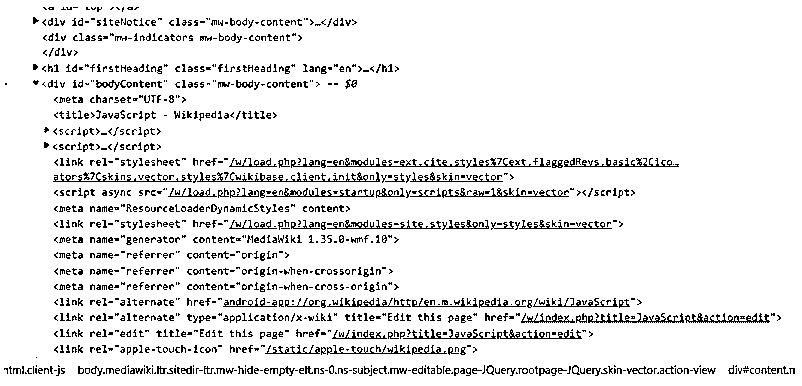 <div id="siteNotice" class="mw-body-content">…</div>
<div class="mw-indicators mw-body-content">
</div>
<h1 id="firstHeading" class="firstHeading" lang="en">…</h1>
<div id="bodyContent" class="mw-body-content"> == $0
<meta charset="UTF-8">
<title>JavaScript - Wikipedia</title>
<script>…</script>
<script>…</script>
<link rel="stylesheet" href="/w/load.php?lang=en&modules=ext.cite.styles%7Cext.flaggedRevs.basic%2Cico…
ators%7Cskins.vector.styles%7Cwikibase.client.init&only=styles&skin=vector">
<script async src="/w/load.php?lang=en&modules=startup&only=scripts&raw=1&skin=vector"></script>
<meta name="ResourceLoaderDynamicStyles" content>
<link rel="stylesheet" href="/w/load.php?lang=en&modules=site.styles&only=styles&skin=vector">
<meta name="generator" content="MediaWiki 1.35.0-wmf.10">
<meta name="referrer" content="origin">
<meta name="referrer" content="origin-when-crossorigin">
<meta name="referrer" content="origin-when-cross-origin">
<link rel="alternate" href="android-app://org.wikipedia/http/en.m.wikipedia.org/wiki/JavaScript">
<link rel="alternate" type="application/x-wiki" title="Edit this page" href="/w/index.php?title=JavaScript&action=edit">
<link rel="edit" title="Edit this page" href="/w/index.php?title=JavaScript&action=edit">
<link rel="apple-touch-icon" href="/static/apple-touch/wikipedia.png">
html.client-js body.mediawiki.ltr.sitedir-ltr.mw-hide-empty-elt.ns-0.ns-subject.mw-editable.page-JQuery.rootpage-JQuery.skin-vector.action-view div#content.n